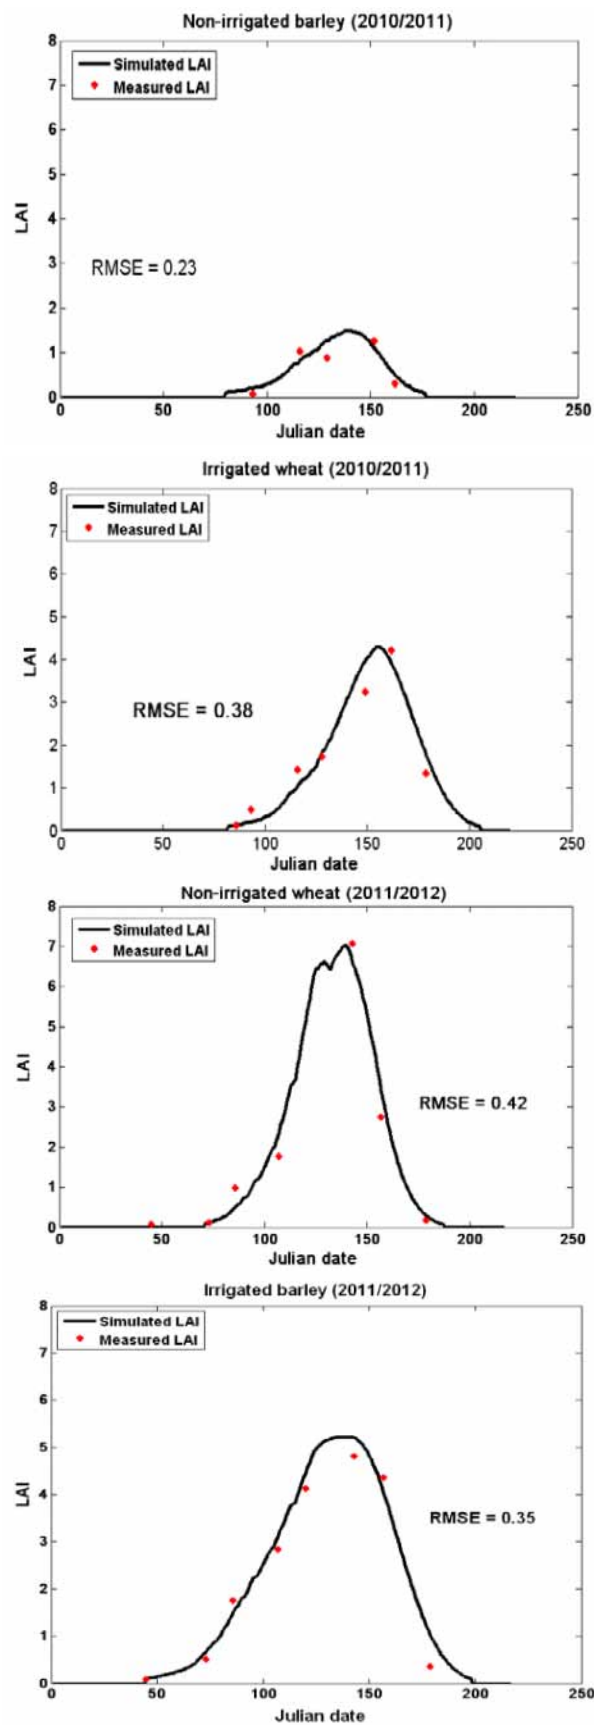 Non-irrigated barley (2010/2011)
8
Simulated LAI
7
Measured LAI
6
5
LAI
4
3
RMSE = 0.23
2
1
0
0 50 100 150 200 250
Julian date
Irrigated wheat (2010/2011)
8
Simulated LAI
7
Measured LAI
6
5
LAI
4
3
RMSE = 0.38
2
1
0
0 50 100 150 200 250
Julian date
Non-irrigated wheat (2011/2012)
8
Simulated LAI
7
Measured LAI
6
5
LAI
4
3
RMSE = 0.42
2
1
0
0 50 100 150 200 250
Julian date
Irrigated barley (2011/2012)
8
Simulated LAI
Measured LAI
7
6
5
LAI
4
RMSE = 0.35
3
2
1
0
0 50 100 150 200 250
Julian date